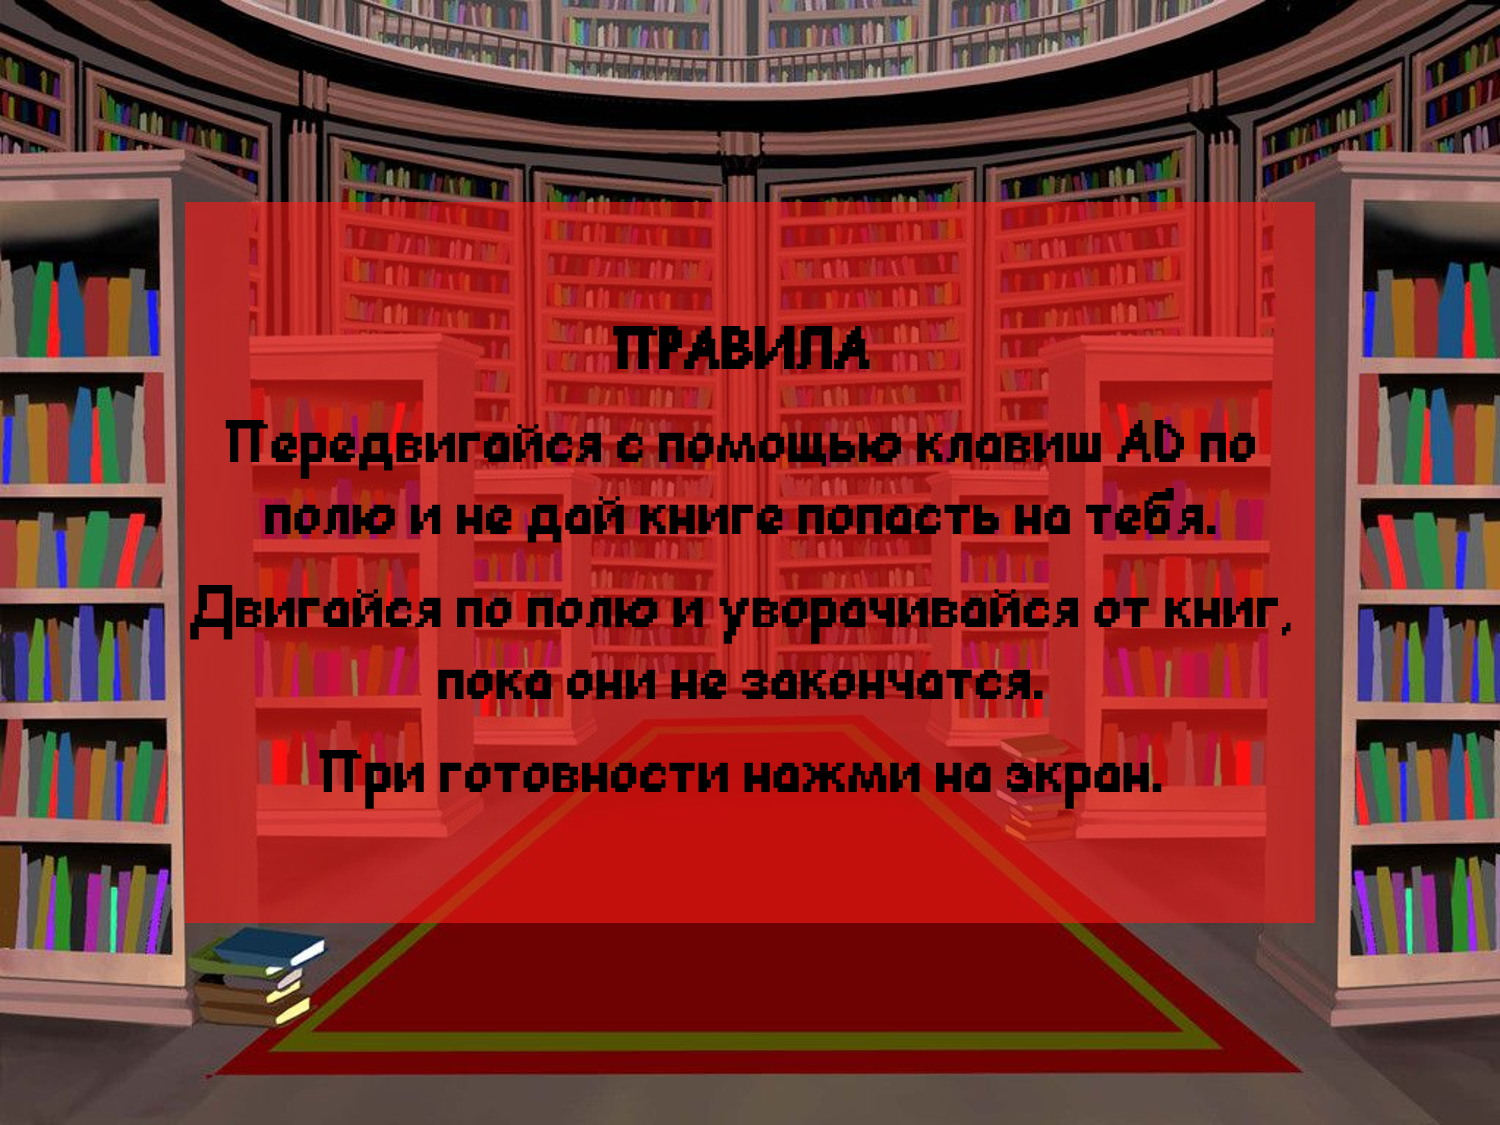 ПРАВИЛА
Передвигайся с помощью клавиш AD по
полю и не дай книге попасть на тебя.
Двигайся по полю и уворачивайся от книг,
пока они не закончатся.
При готовности нажми на экран.